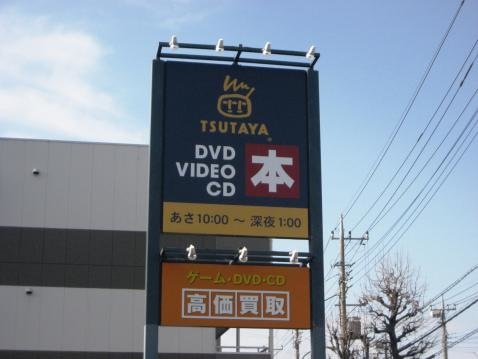 TSUTAYA
DVD
VIDEO
CD
本
あさ10:00 〜 深夜1:00
ゲーム・DVD・CD
高価買取